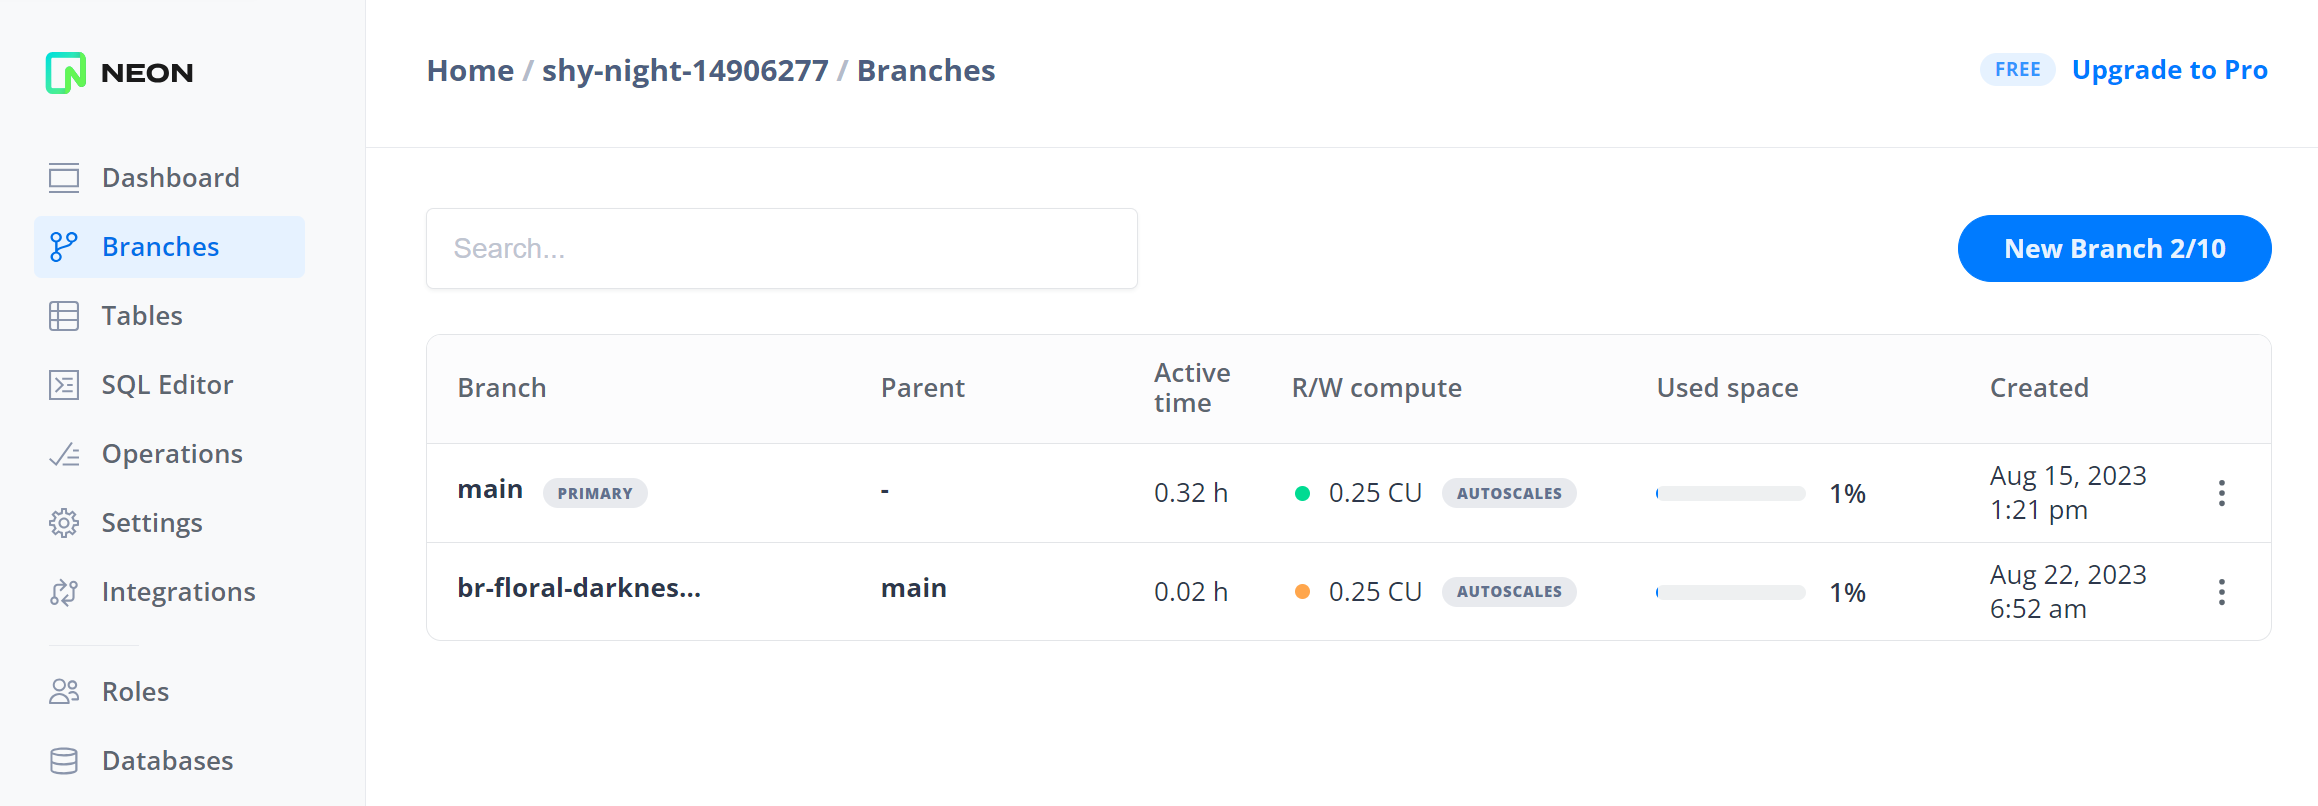 NEON
Home / shy-night-14906277 / Branches
FREE Upgrade to Pro
Dashboard
Branches
Tables
SQL Editor
Operations
Settings
Integrations
Roles
Databases
Search...
New Branch 2/10
Branch Parent Active time R/W compute Used space Created
main PRIMARY - 0.32 h 0.25 CU AUTOSCALES 1% Aug 15, 2023 1:21 pm
br-floral-darknes... main 0.02 h 0.25 CU AUTOSCALES 1% Aug 22, 2023 6:52 am